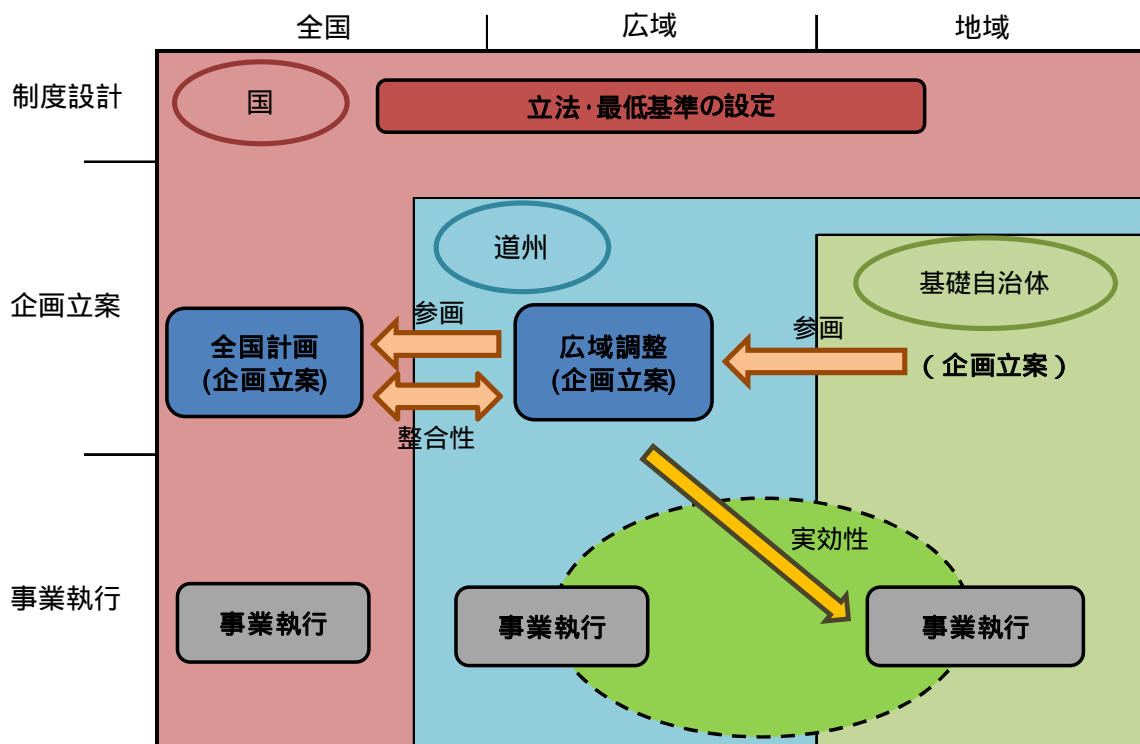 全国
広域
地域
制度設計
国
立法・最低基準の設定
道州
基礎自治体
企画立案
参画
参画
全国計画
(企画立案)
広域調整
(企画立案)
(企画立案)
整合性
実効性
事業執行
事業執行
事業執行
事業執行